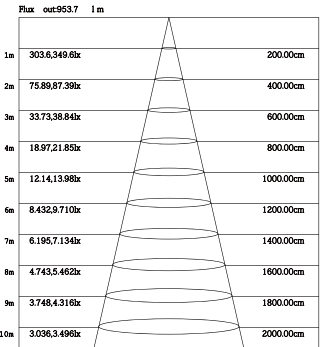 Flux out:953.7 lm
1m 303.6,349.6lx 200.00cm
2m 75.89,87.39lx 400.00cm
3m 33.73,38.84lx 600.00cm
4m 18.97,21.85lx 800.00cm
5m 12.14,13.98lx 1000.00cm
6m 8.432,9.710lx 1200.00cm
7m 6.195,7.134lx 1400.00cm
8m 4.743,5.462lx 1600.00cm
9m 3.748,4.316lx 1800.00cm
10m 3.036,3.496lx 2000.00cm